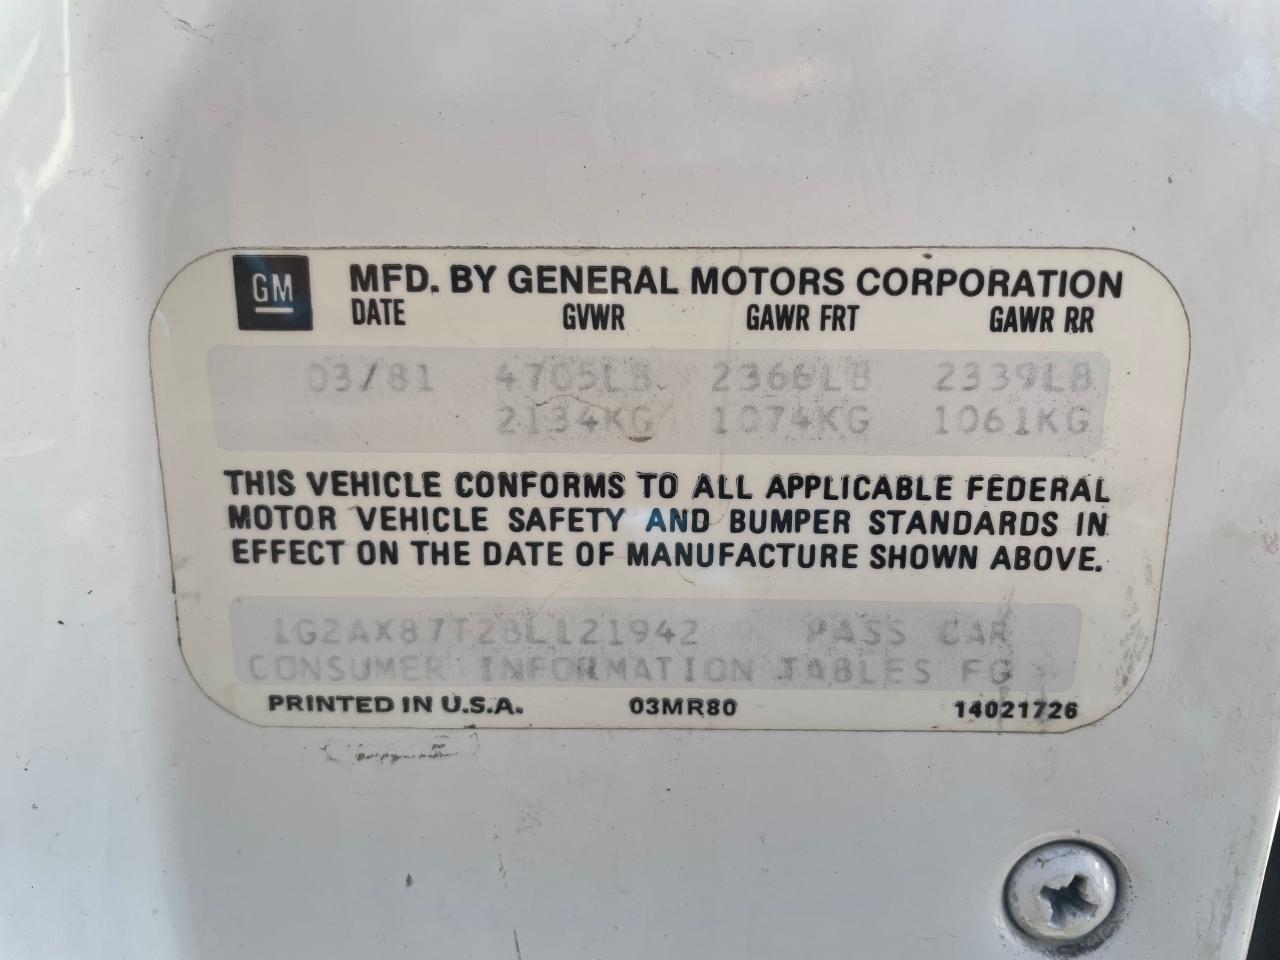 GM MFD. BY GENERAL MOTORS CORPORATION
DATE GVWR GAWR FRT GAWR RR
03/81 4705LB 2366LB 2339LB
2134KG 1074KG 1061KG
THIS VEHICLE CONFORMS TO ALL APPLICABLE FEDERAL
MOTOR VEHICLE SAFETY AND BUMPER STANDARDS IN
EFFECT ON THE DATE OF MANUFACTURE SHOWN ABOVE.
1G2AX87T2BL121942 PASS CAR
CONSUMER INFORMATION TABLES FG
PRINTED IN U.S.A. 03MR80 14021726